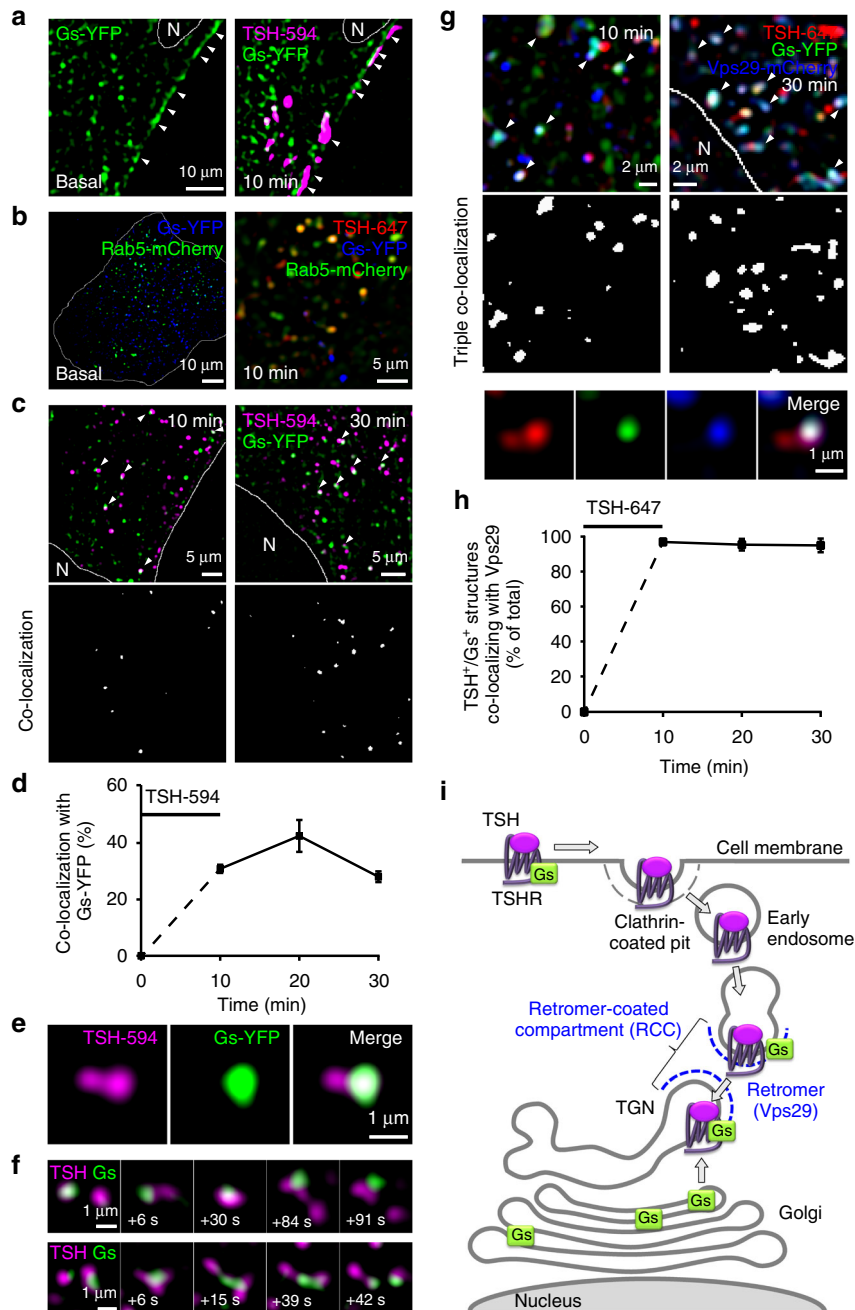 a
Gs-YFP
N
Basal
10 μm
TSH-594
Gs-YFP
N
10 min
10 μm
b
Gs-YFP
Rab5-mCherry
Basal
10 μm
TSH-647
Gs-YFP
Rab5-mCherry
10 min
5 μm
c
10 min
N
5 μm
TSH-594
Gs-YFP
30 min
N
5 μm
Co-localization
d
Co-localization with
Gs-YFP (%)
60
40
20
0
TSH-594
0
10
20
30
Time (min)
e
TSH-594
Gs-YFP
Merge
1 μm
f
TSH Gs
1 μm
+6 s
+30 s
+84 s
+91 s
TSH Gs
1 μm
+6 s
+15 s
+39 s
+42 s
g
10 min
2 μm
TSH-647
Gs-YFP
Vps29-mCherry
30 min
N
2 μm
Triple co-localization
Merge
1 μm
h
TSH+/Gs+ structures
co-localizing with Vps29
(% of total)
100
80
60
40
20
0
TSH-647
0
10
20
30
Time (min)
i
TSH
Cell membrane
Gs
TSHR
Clathrin-
coated pit
Early
endosome
Retromer-coated
compartment (RCC)
Gs
Retromer
(Vps29)
TGN
Gs
Gs
Gs
Gs
Golgi
Nucleus